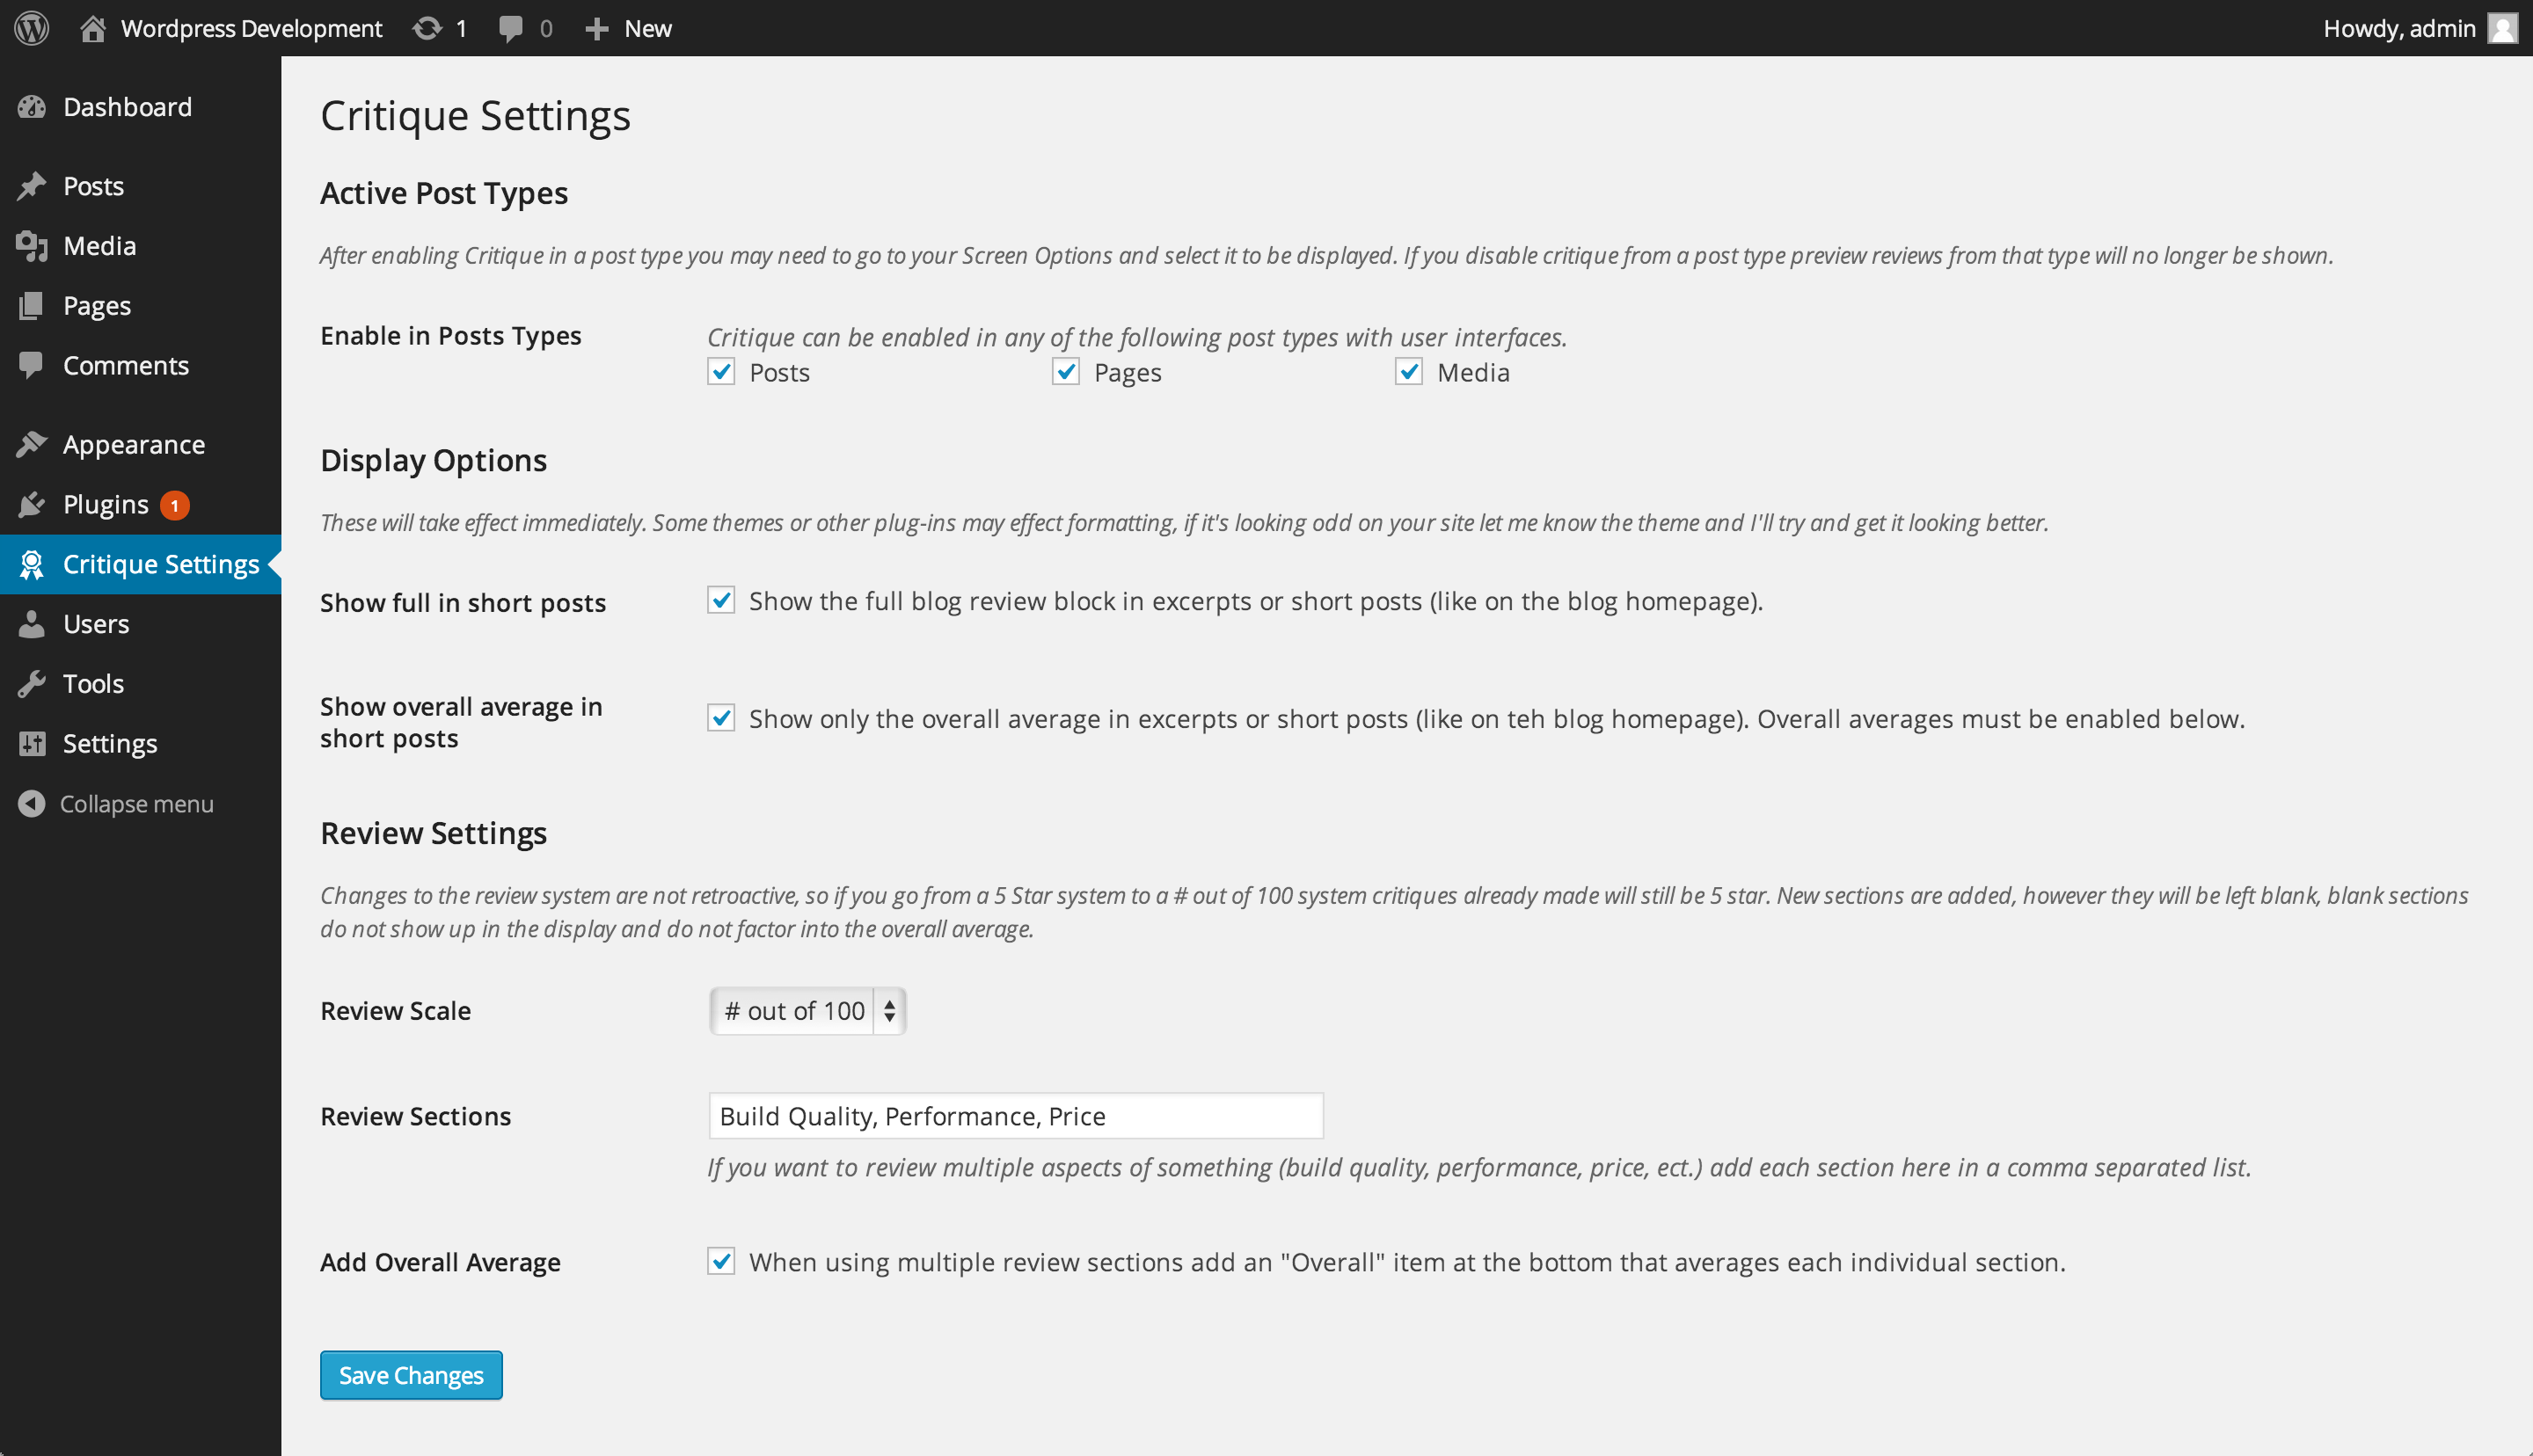 Wordpress Development 1 0 New Howdy, admin
Dashboard
Posts
Media
Pages
Comments
Appearance
Plugins 1
Critique Settings
Users
Tools
Settings
Collapse menu
Critique Settings
Active Post Types
After enabling Critique in a post type you may need to go to your Screen Options and select it to be displayed. If you disable critique from a post type preview reviews from that type will no longer be shown.
Enable in Posts Types
Critique can be enabled in any of the following post types with user interfaces.
Posts Pages Media
Display Options
These will take effect immediately. Some themes or other plug-ins may effect formatting, if it's looking odd on your site let me know the theme and I'll try and get it looking better.
Show full in short posts
Show the full blog review block in excerpts or short posts (like on the blog homepage).
Show overall average in
short posts
Show only the overall average in excerpts or short posts (like on teh blog homepage). Overall averages must be enabled below.
Review Settings
Changes to the review system are not retroactive, so if you go from a 5 Star system to a # out of 100 system critiques already made will still be 5 star. New sections are added, however they will be left blank, blank sections
do not show up in the display and do not factor into the overall average.
Review Scale
# out of 100
Review Sections
Build Quality, Performance, Price
If you want to review multiple aspects of something (build quality, performance, price, ect.) add each section here in a comma separated list.
Add Overall Average
When using multiple review sections add an "Overall" item at the bottom that averages each individual section.
Save Changes